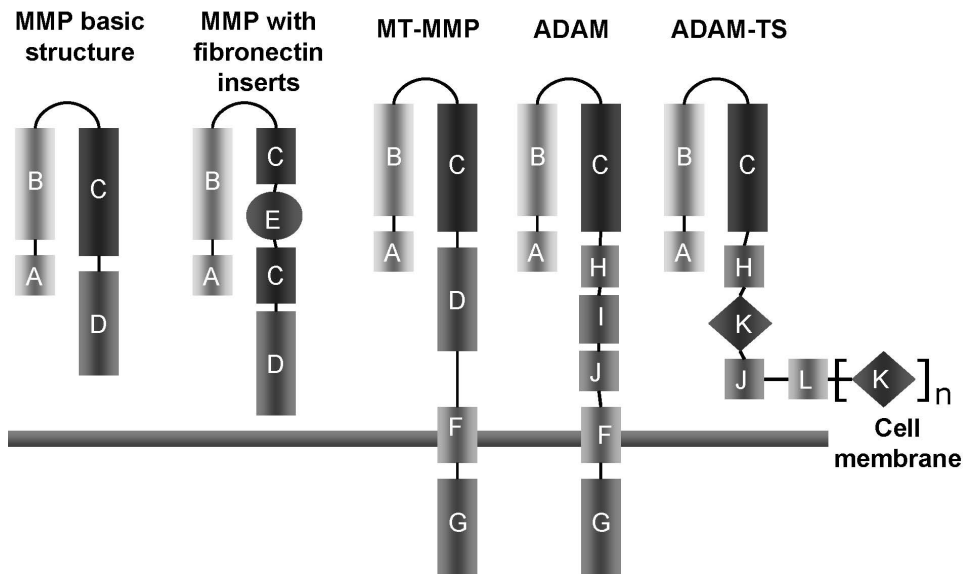 MMP basic
structure
MMP with
fibronectin
inserts
MT-MMP
ADAM
ADAM-TS
B
C
A
D
B
C
E
A
C
D
B
C
A
D
F
G
B
C
A
H
I
J
F
G
B
C
A
H
K
J
L
[K]n
Cell
membrane